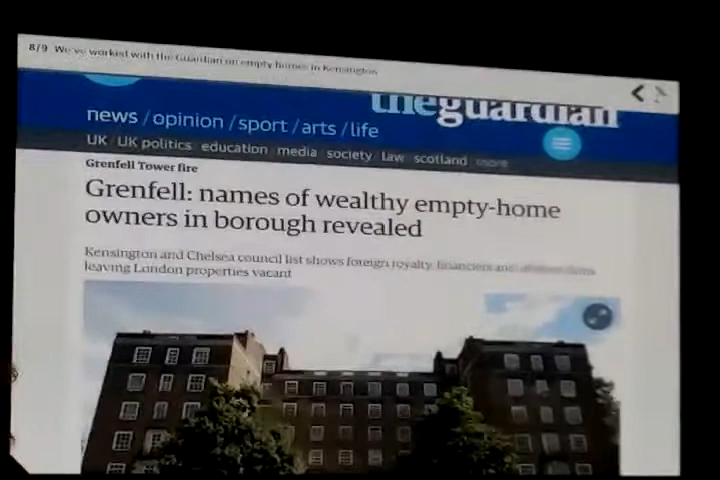 8/9 We've worked with the Guardian on empty homes in Kensington
theguardian
news / opinion / sport / arts / life
UK UK politics education media society law scotland more
Grenfell Tower fire
Grenfell: names of wealthy empty-home
owners in borough revealed
Kensington and Chelsea council list shows foreign royalty, financiers and
leaving London properties vacant